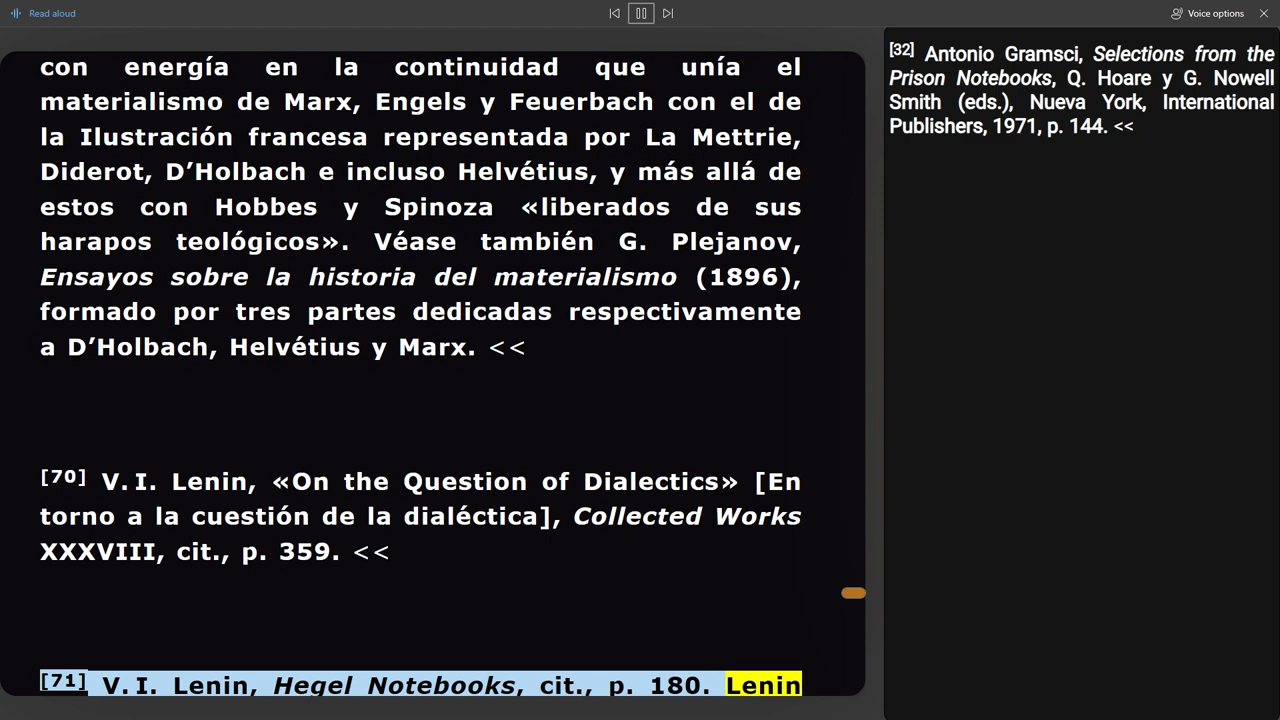 Read aloud
Voice options
con energía en la continuidad que unía el
materialismo de Marx, Engels y Feuerbach con el de
la Ilustración francesa representada por La Mettrie,
Diderot, D’Holbach e incluso Helvétius, y más allá de
estos con Hobbes y Spinoza «liberados de sus
harapos teológicos». Véase también G. Plejanov,
Ensayos sobre la historia del materialismo (1896),
formado por tres partes dedicadas respectivamente
a D’Holbach, Helvétius y Marx. <<
[70] V. I. Lenin, «On the Question of Dialectics» [En
torno a la cuestión de la dialéctica], Collected Works
XXXVIII, cit., p. 359. <<
[71] V. I. Lenin, Hegel Notebooks, cit., p. 180. Lenin
[32] Antonio Gramsci, Selections from the
Prison Notebooks, Q. Hoare y G. Nowell
Smith (eds.), Nueva York, International
Publishers, 1971, p. 144. <<